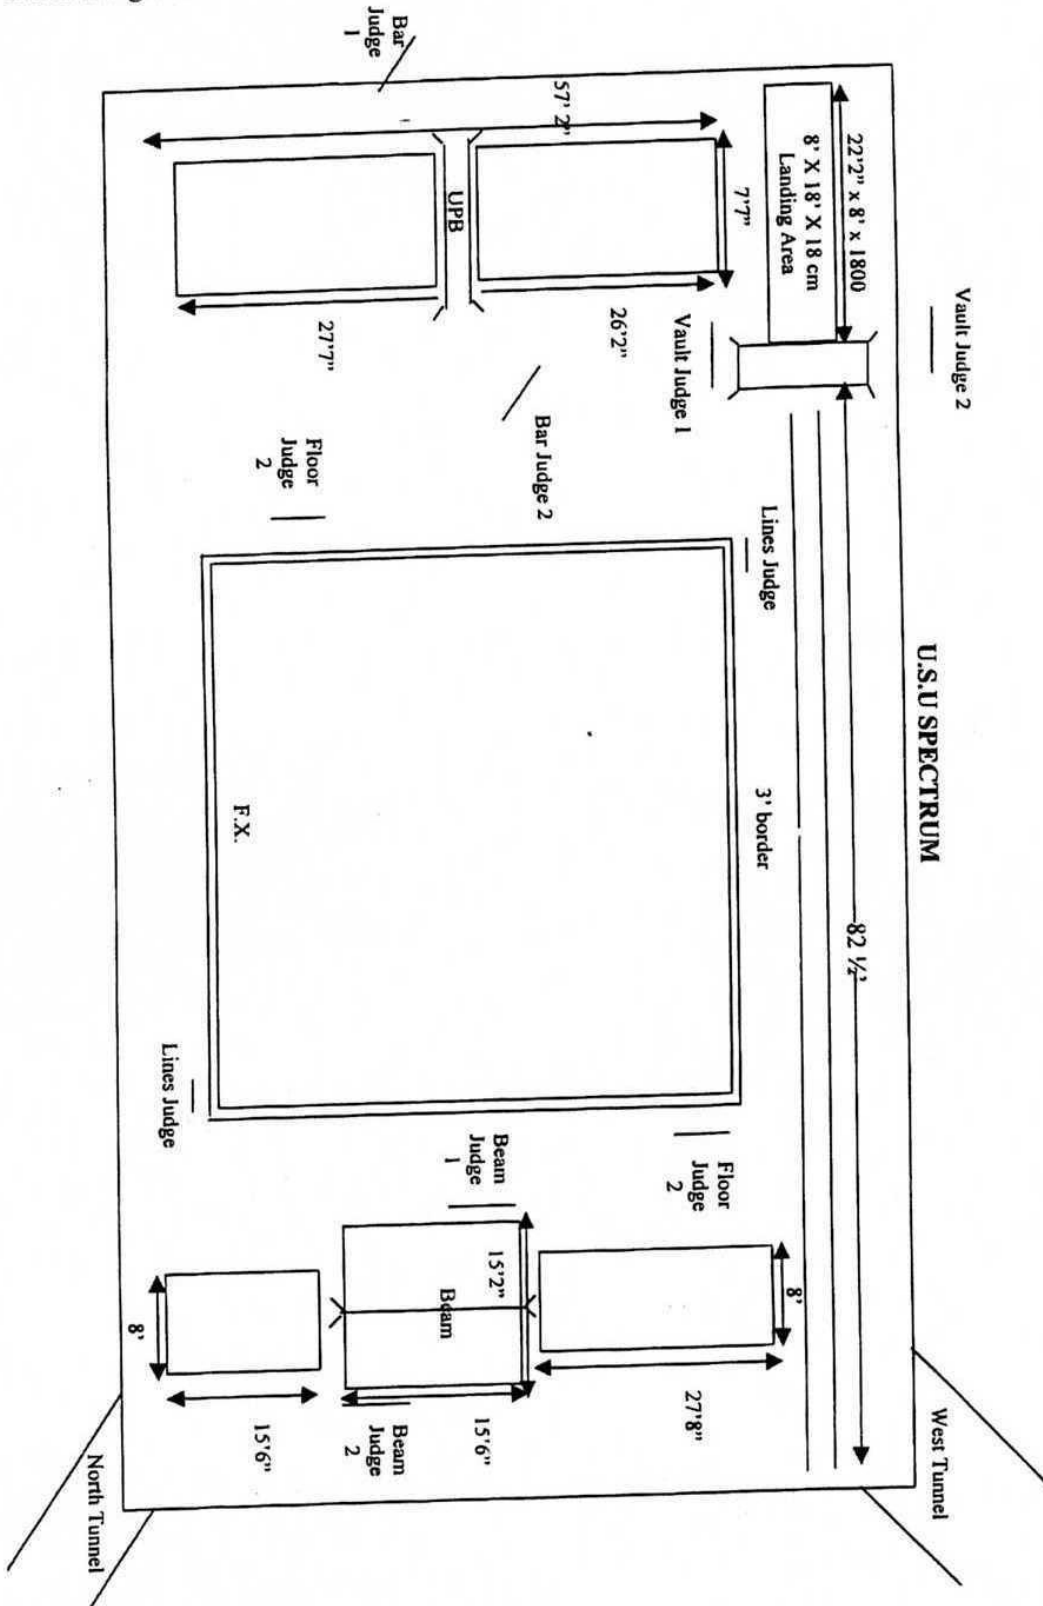 U.S.U SPECTRUM
Vault Judge 2
West Tunnel
22'2" x 8' x 1800
8' X 18' X 18 cm
Landing Area
82 ½'
Vault Judge 1
Lines Judge
3' border
57' 2"
7'7"
26'2"
UPB
27'7"
Bar
Judge
1
Bar Judge 2
Floor
Judge
2
F.X.
Lines Judge
Floor
Judge
2
Beam
Judge
1
8'
27'8"
15'2"
Beam
15'6"
Beam
Judge
2
8'
15'6"
North Tunnel